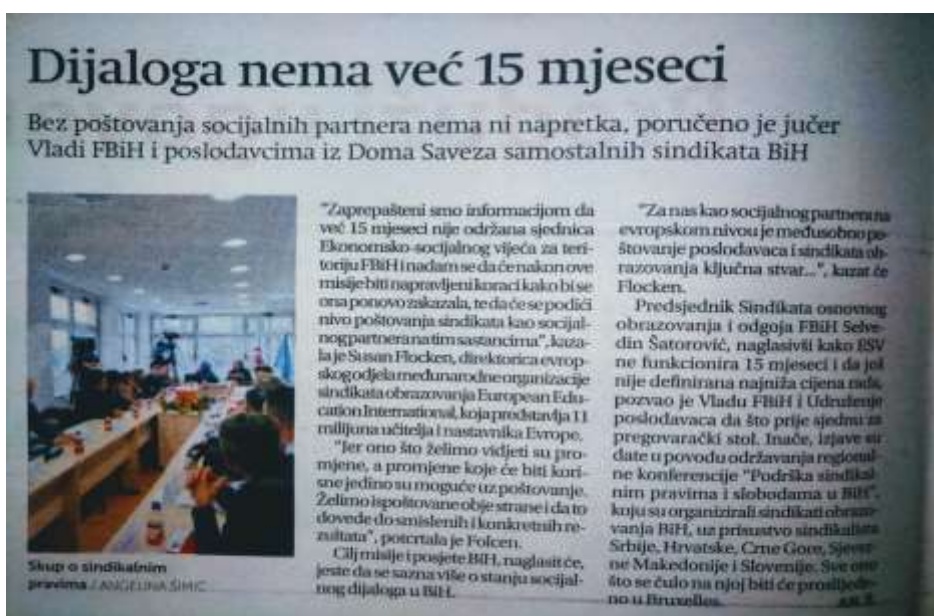 Dijaloga nema već 15 mjeseci
Bez poštovanja socijalnih partnera nema ni napretka, poručeno je jučer
Vladi FBiH i poslodavcima iz Doma Saveza samostalnih sindikata BiH
Skup o sindikalnim
pravima / ANGELINA ŠIMIĆ
"Zaprepašteni smo informacijom da
već 15 mjeseci nije održana sjednica
Ekonomsko-socijalnog vijeća za teri-
toriju FBiH i nadam se da će nakon ove
misije biti napravljeni koraci kako bi se
ona ponovo zakazala, te da će se podići
nivo poštovanja sindikata kao socijal-
nog partnera na tim sastancima", kaza-
la je Susan Flocken, direktorica evrop-
skog odjela međunarodne organizacije
sindikata obrazovanja European Edu-
cation International, koja predstavlja 11
milijuna učitelja i nastavnika Evrope.
"Jer ono što želimo vidjeti su pro-
mjene, a promjene koje će biti kori-
sne jedino su moguće uz poštovanje.
Želimo ispoštovane obje strane i da to
dovede do smislenih i konkretnih re-
zultata", potcrtala je Folcen.
Cilj misije i posjete BiH, naglasit će,
jeste da se sazna više o stanju socijal-
nog dijaloga u BiH.
"Za nas kao socijalnog partnera na
evropskom nivou je međusobno po-
štovanje poslodavaca i sindikata ob-
razovanja ključna stvar...", kazat će
Flocken.
Predsjednik Sindikata osnovnog
obrazovanja i odgoja FBiH Selve-
din Šatorović, naglasivši kako ESV
ne funkcionira 15 mjeseci i da još
nije definirana najniža cijena rada,
pozvao je Vladu FBiH i Udruženje
poslodavaca da što prije sjednu za
pregovarački stol. Inače, izjave su
date u povodu održavanja regional-
ne konferencije "Podrška sindikal-
nim pravima i slobodama u BiH",
koju su organizirali sindikati obrazo-
vanja BiH, uz prisustvo sindikalista
Srbije, Hrvatske, Crne Gore, Sjever-
ne Makedonije i Slovenije. Sve ono
što se čulo na njoj biti će proslijeđe-
no u Bruxelles.